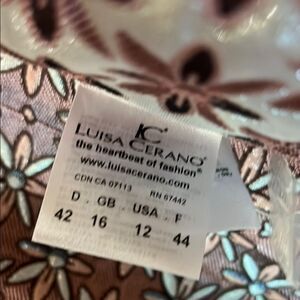 LC
LUISA CERANO®
the heartbeat of fashion®
www.luisacerano.com
CDN CA 07113 RN 67442
D . GB . USA . F
42 16 12 44